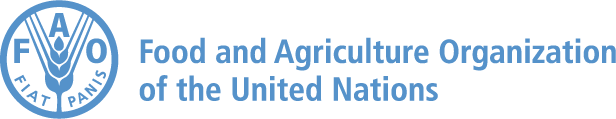 FAO
FIAT PANIS
Food and Agriculture Organization
of the United Nations